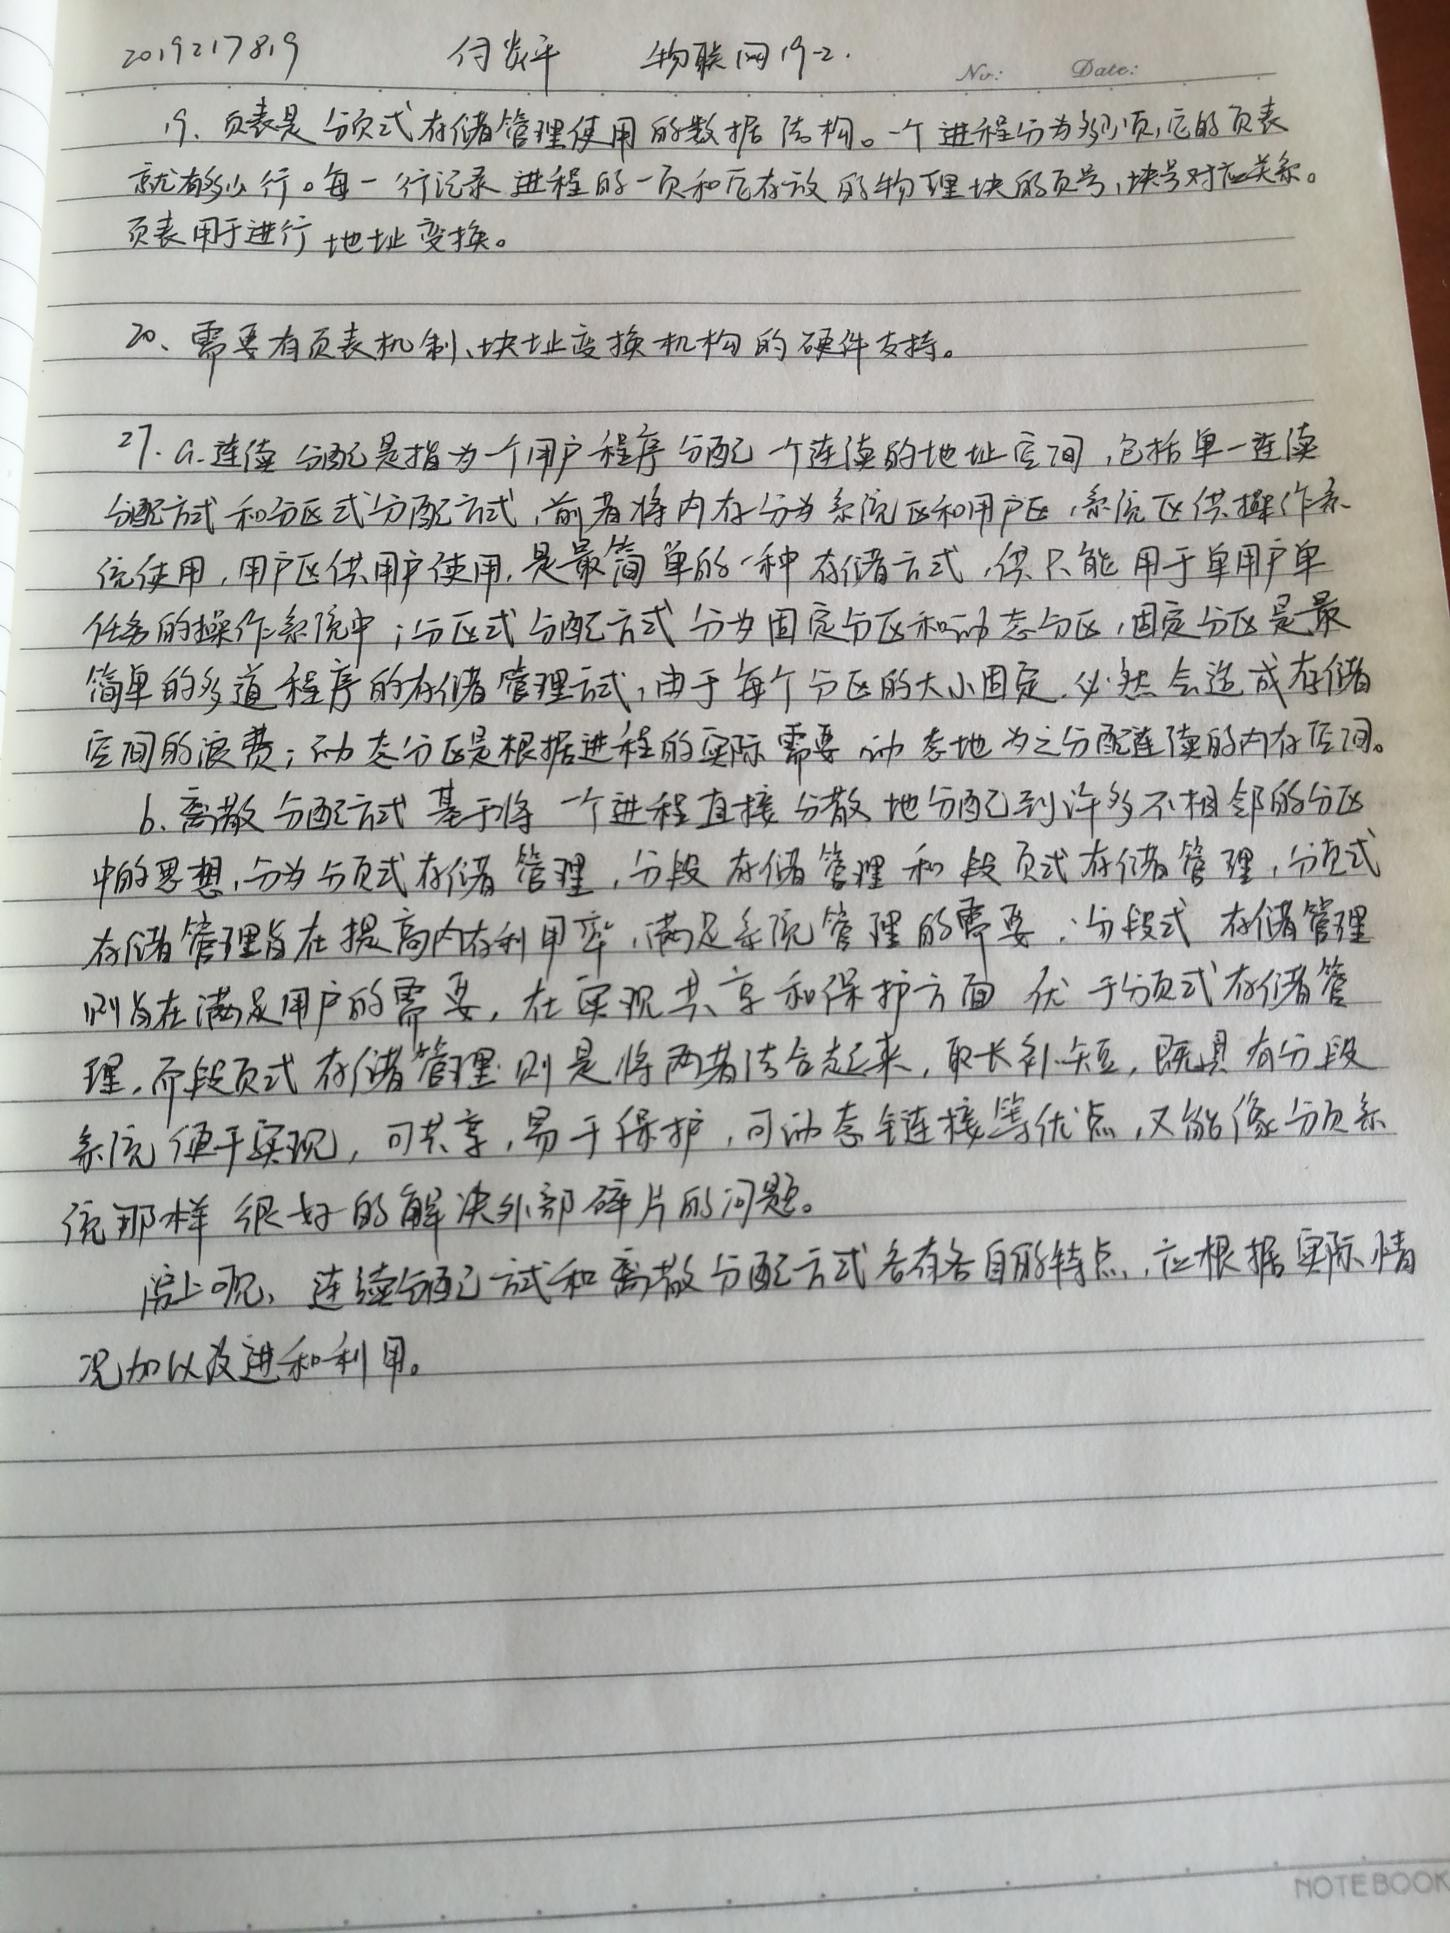 2019217819 付 平 物联网19-2.
No: Date:
19、页表是分页式存储管理使用的数据结构。一个进程分为多少页,它的页表
就有多少行。每一行记录进程的一页和它存放的物理块的页号,块号对应关系。
页表用于进行地址变换。
20、需要有页表机制、块址变换机构的硬件支持。
27. a.连续分配是指为一个用户程序分配一个连续的地址空间,包括单一连续
分配方式和分区式分配方式,前者将内存分为系统区和用户区,系统区供操作系
统使用,用户区供用户使用,是最简单的一种存储方式,但只能用于单用户单
任务的操作系统中;分区式分配方式分为固定分区和动态分区,固定分区是最
简单的多道程序的存储管理方式,由于每个分区的大小固定,必然会造成存储
空间的浪费;动态分区是根据进程的实际需要动态地为之分配连续的内存空间。
b、离散分配方式基于将一个进程直接分散地分配到许多不相邻的分区
中的思想,分为分页式存储管理,分段存储管理和段页式存储管理,分页式
存储管理旨在提高内存利用率,满足系统管理的需要,分段式存储管理
则旨在满足用户的需要,在实现共享和保护方面优于分页式存储管
理,而段页式存储管理则是将两者结合起来,取长补短,既具有分段
系统便于实现,可共享,易于保护,可动态链接等优点,又能像分页系
统那样很好的解决外部碎片的问题。
综上呢、连续分配方式和离散分配方式各有各自的特点,应根据实际情
况加以改进和利用。
NOTEBOOK